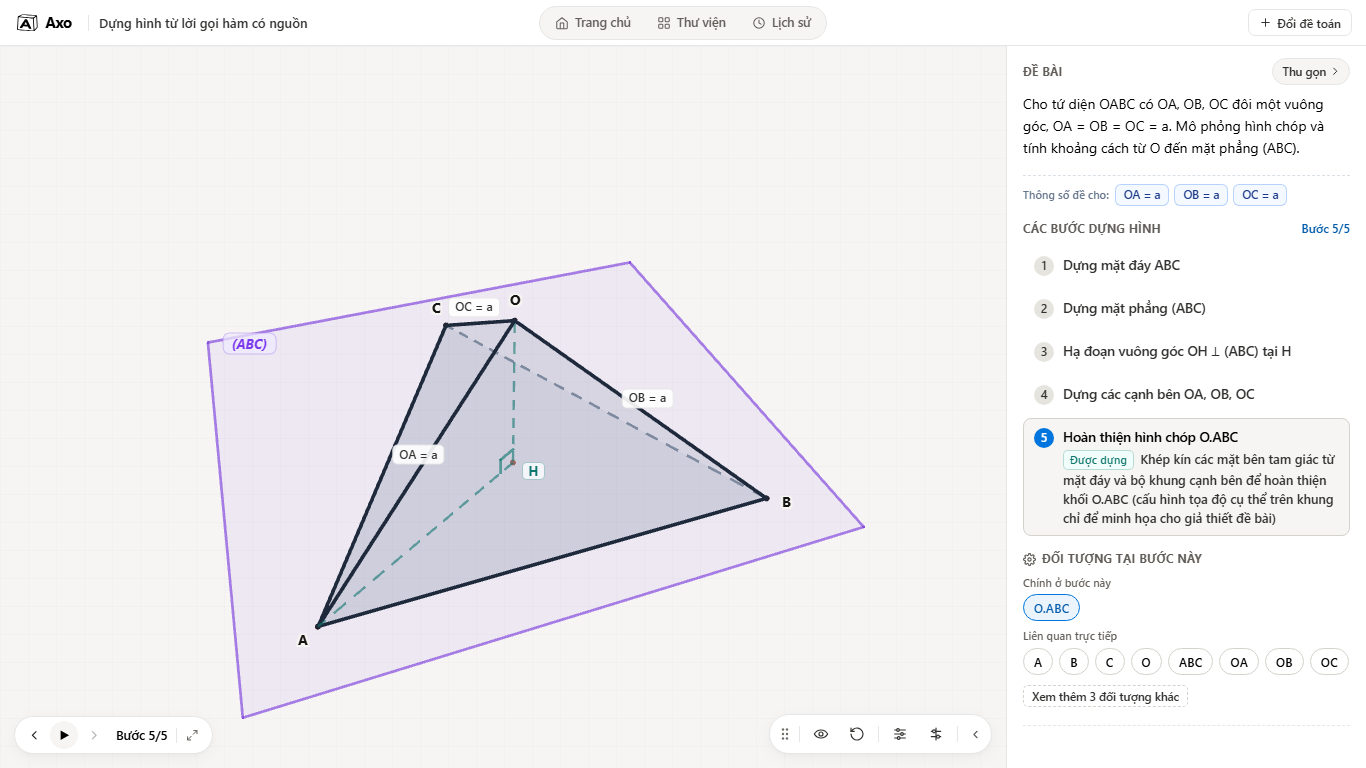 Axo
Dựng hình từ lời gọi hàm có nguồn
Trang chủ
Thư viện
Lịch sử
Đổi đề toán
ĐỀ BÀI
Thu gọn
Cho tứ diện OABC có OA, OB, OC đôi một vuông
góc, OA = OB = OC = a. Mô phỏng hình chóp và
tính khoảng cách từ O đến mặt phẳng (ABC).
Thông số đề cho: OA = a OB = a OC = a
CÁC BƯỚC DỰNG HÌNH
Bước 5/5
1 Dựng mặt đáy ABC
2 Dựng mặt phẳng (ABC)
3 Hạ đoạn vuông góc OH ⊥ (ABC) tại H
4 Dựng các cạnh bên OA, OB, OC
5 Hoàn thiện hình chóp O.ABC
Được dựng Khép kín các mặt bên tam giác từ
mặt đáy và bộ khung cạnh bên để hoàn thiện
khối O.ABC (cấu hình tọa độ cụ thể trên khung
chỉ để minh họa cho giả thiết đề bài)
ĐỐI TƯỢNG TẠI BƯỚC NÀY
Chính ở bước này
O.ABC
Liên quan trực tiếp
A B C O ABC OA OB OC
Xem thêm 3 đối tượng khác
C
OC = a
O
(ABC)
OB = a
OA = a
H
B
A
Bước 5/5